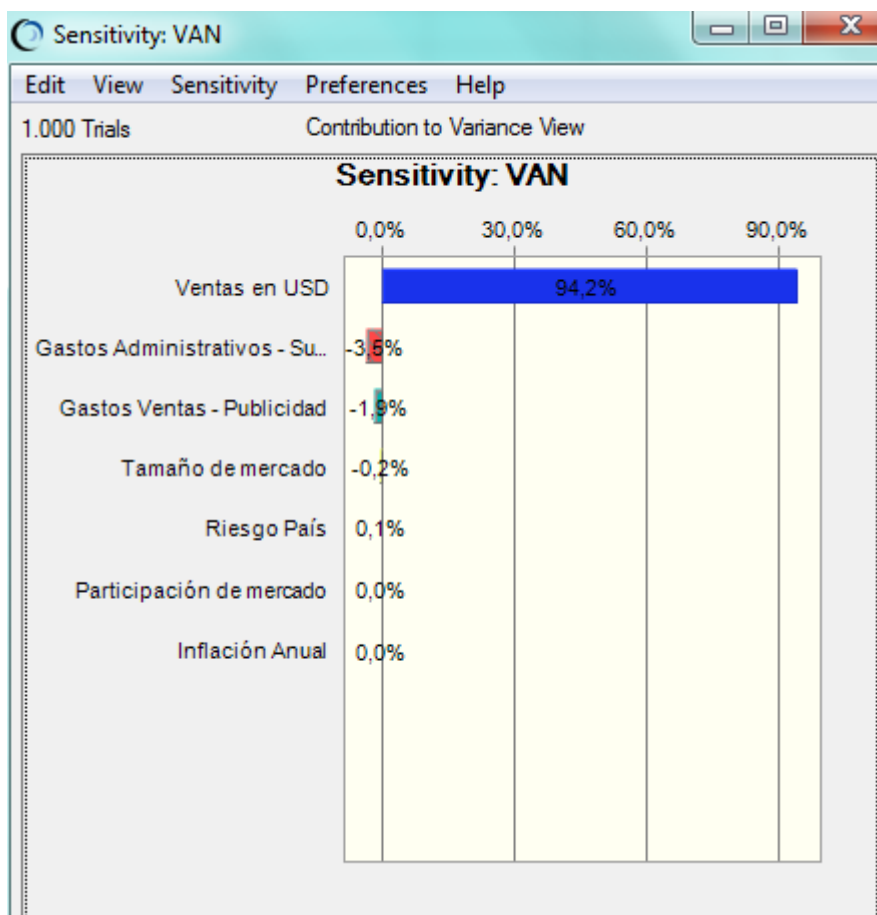 Sensitivity: VAN
Edit View Sensitivity Preferences Help
1.000 Trials Contribution to Variance View
Sensitivity: VAN
0,0% 30,0% 60,0% 90,0%
Ventas en USD 94,2%
Gastos Administrativos - Su... -3,5%
Gastos Ventas - Publicidad -1,9%
Tamaño de mercado -0,2%
Riesgo País 0,1%
Participación de mercado 0,0%
Inflación Anual 0,0%